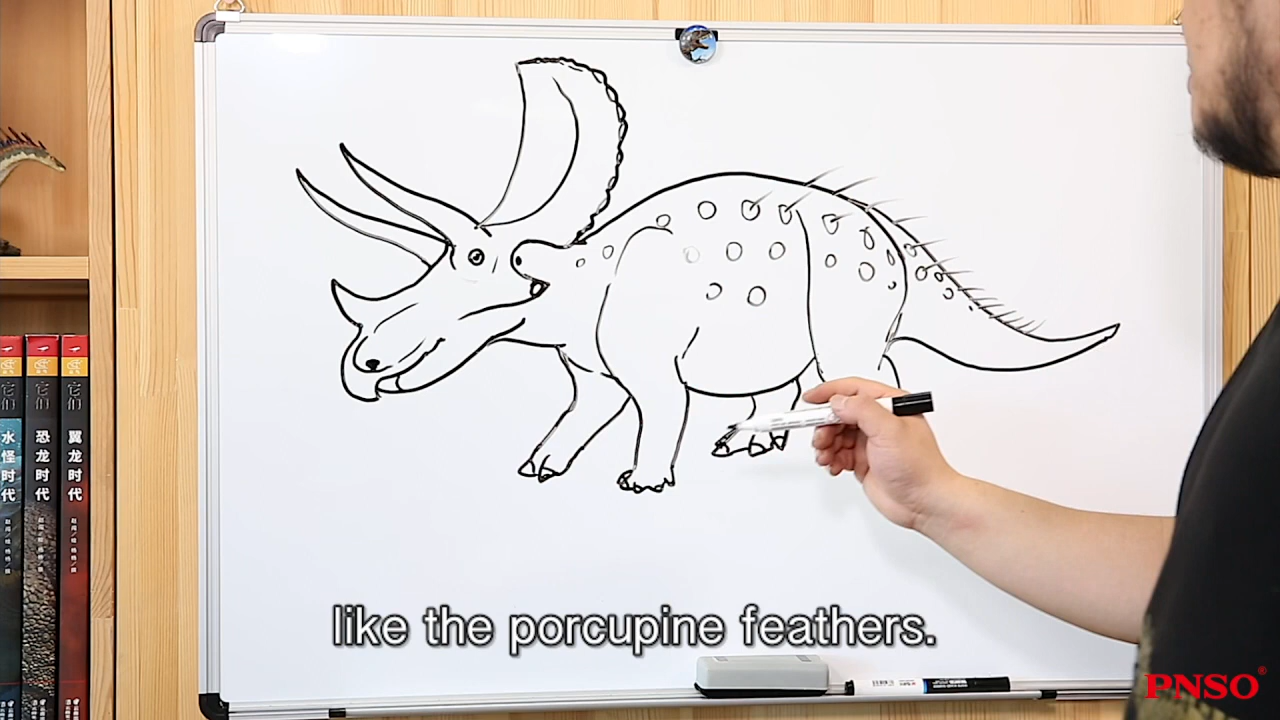 它们
水怪时代
它们
恐龙时代
它们
翼龙时代
like the porcupine feathers.
PNSO®